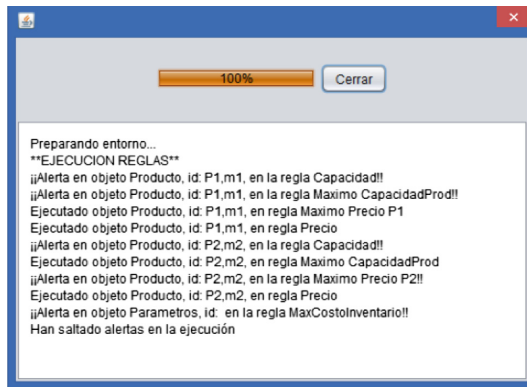 100%
Cerrar
Preparando entorno...
**EJECUCION REGLAS**
¡¡Alerta en objeto Producto, id: P1,m1, en la regla Capacidad!!
¡¡Alerta en objeto Producto, id: P1,m1, en la regla Maximo CapacidadProd!!
Ejecutado objeto Producto, id: P1,m1, en regla Maximo Precio P1
Ejecutado objeto Producto, id: P1,m1, en regla Precio
¡¡Alerta en objeto Producto, id: P2,m2, en la regla Capacidad!!
Ejecutado objeto Producto, id: P2,m2, en regla Maximo CapacidadProd
¡¡Alerta en objeto Producto, id: P2,m2, en la regla Maximo Precio P2!!
Ejecutado objeto Producto, id: P2,m2, en regla Precio
¡¡Alerta en objeto Parametros, id:  en la regla MaxCostoInventario!!
Han saltado alertas en la ejecución